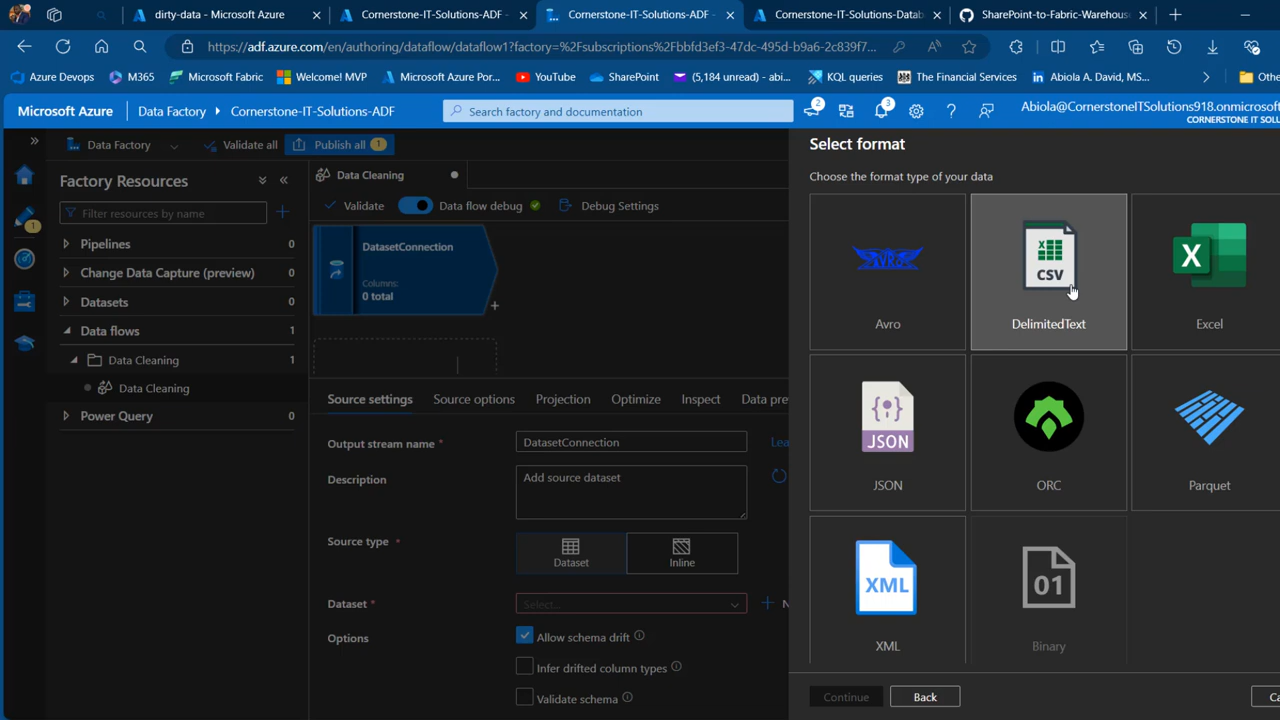 dirty-data - Microsoft Azure
Cornerstone-IT-Solutions-ADF -
Cornerstone-IT-Solutions-ADF -
Cornerstone-IT-Solutions-Datab
SharePoint-to-Fabric-Warehous
https://adf.azure.com/en/authoring/dataflow/dataflow1?factory=%2Fsubscriptions%2Fbbfd3ef3-47dc-495d-b9a6-2c839f7...
Azure Devops
M365
Microsoft Fabric
Welcome! MVP
Microsoft Azure Por...
YouTube
SharePoint
(5,184 unread) - abi...
KQL queries
The Financial Services
Abiola A. David, MS...
Othe
Microsoft Azure
Data Factory
Cornerstone-IT-Solutions-ADF
Search factory and documentation
2
3
Abiola@CornerstoneITSolutions918.onmicrosof
CORNERSTONE IT SOLU
Data Factory
Validate all
Publish all 1
Factory Resources
Filter resources by name
Pipelines 0
Change Data Capture (preview) 0
Datasets 0
Data flows 1
Data Cleaning 1
Data Cleaning
Power Query 0
1
Data Cleaning
Validate
Data flow debug
Debug Settings
DatasetConnection
Columns:
0 total
Source settings
Source options
Projection
Optimize
Inspect
Data pre
Output stream name *
DatasetConnection
Lea
Description
Add source dataset
Source type *
Dataset
Inline
Dataset *
Select...
N
Options
Allow schema drift
Infer drifted column types
Validate schema
Select format
Choose the format type of your data
AVRO
Avro
CSV
DelimitedText
X
Excel
JSON
JSON
ORC
Parquet
XML
XML
01
Binary
Continue
Back
Ca